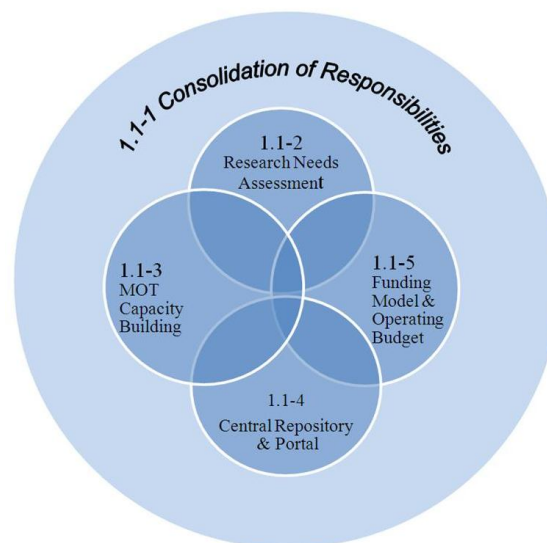 1.1-1 Consolidation of Responsibilities
1.1-2
Research Needs
Assessment
1.1-3
MOT
Capacity
Building
1.1-5
Funding
Model &
Operating
Budget
1.1-4
Central Repository
& Portal